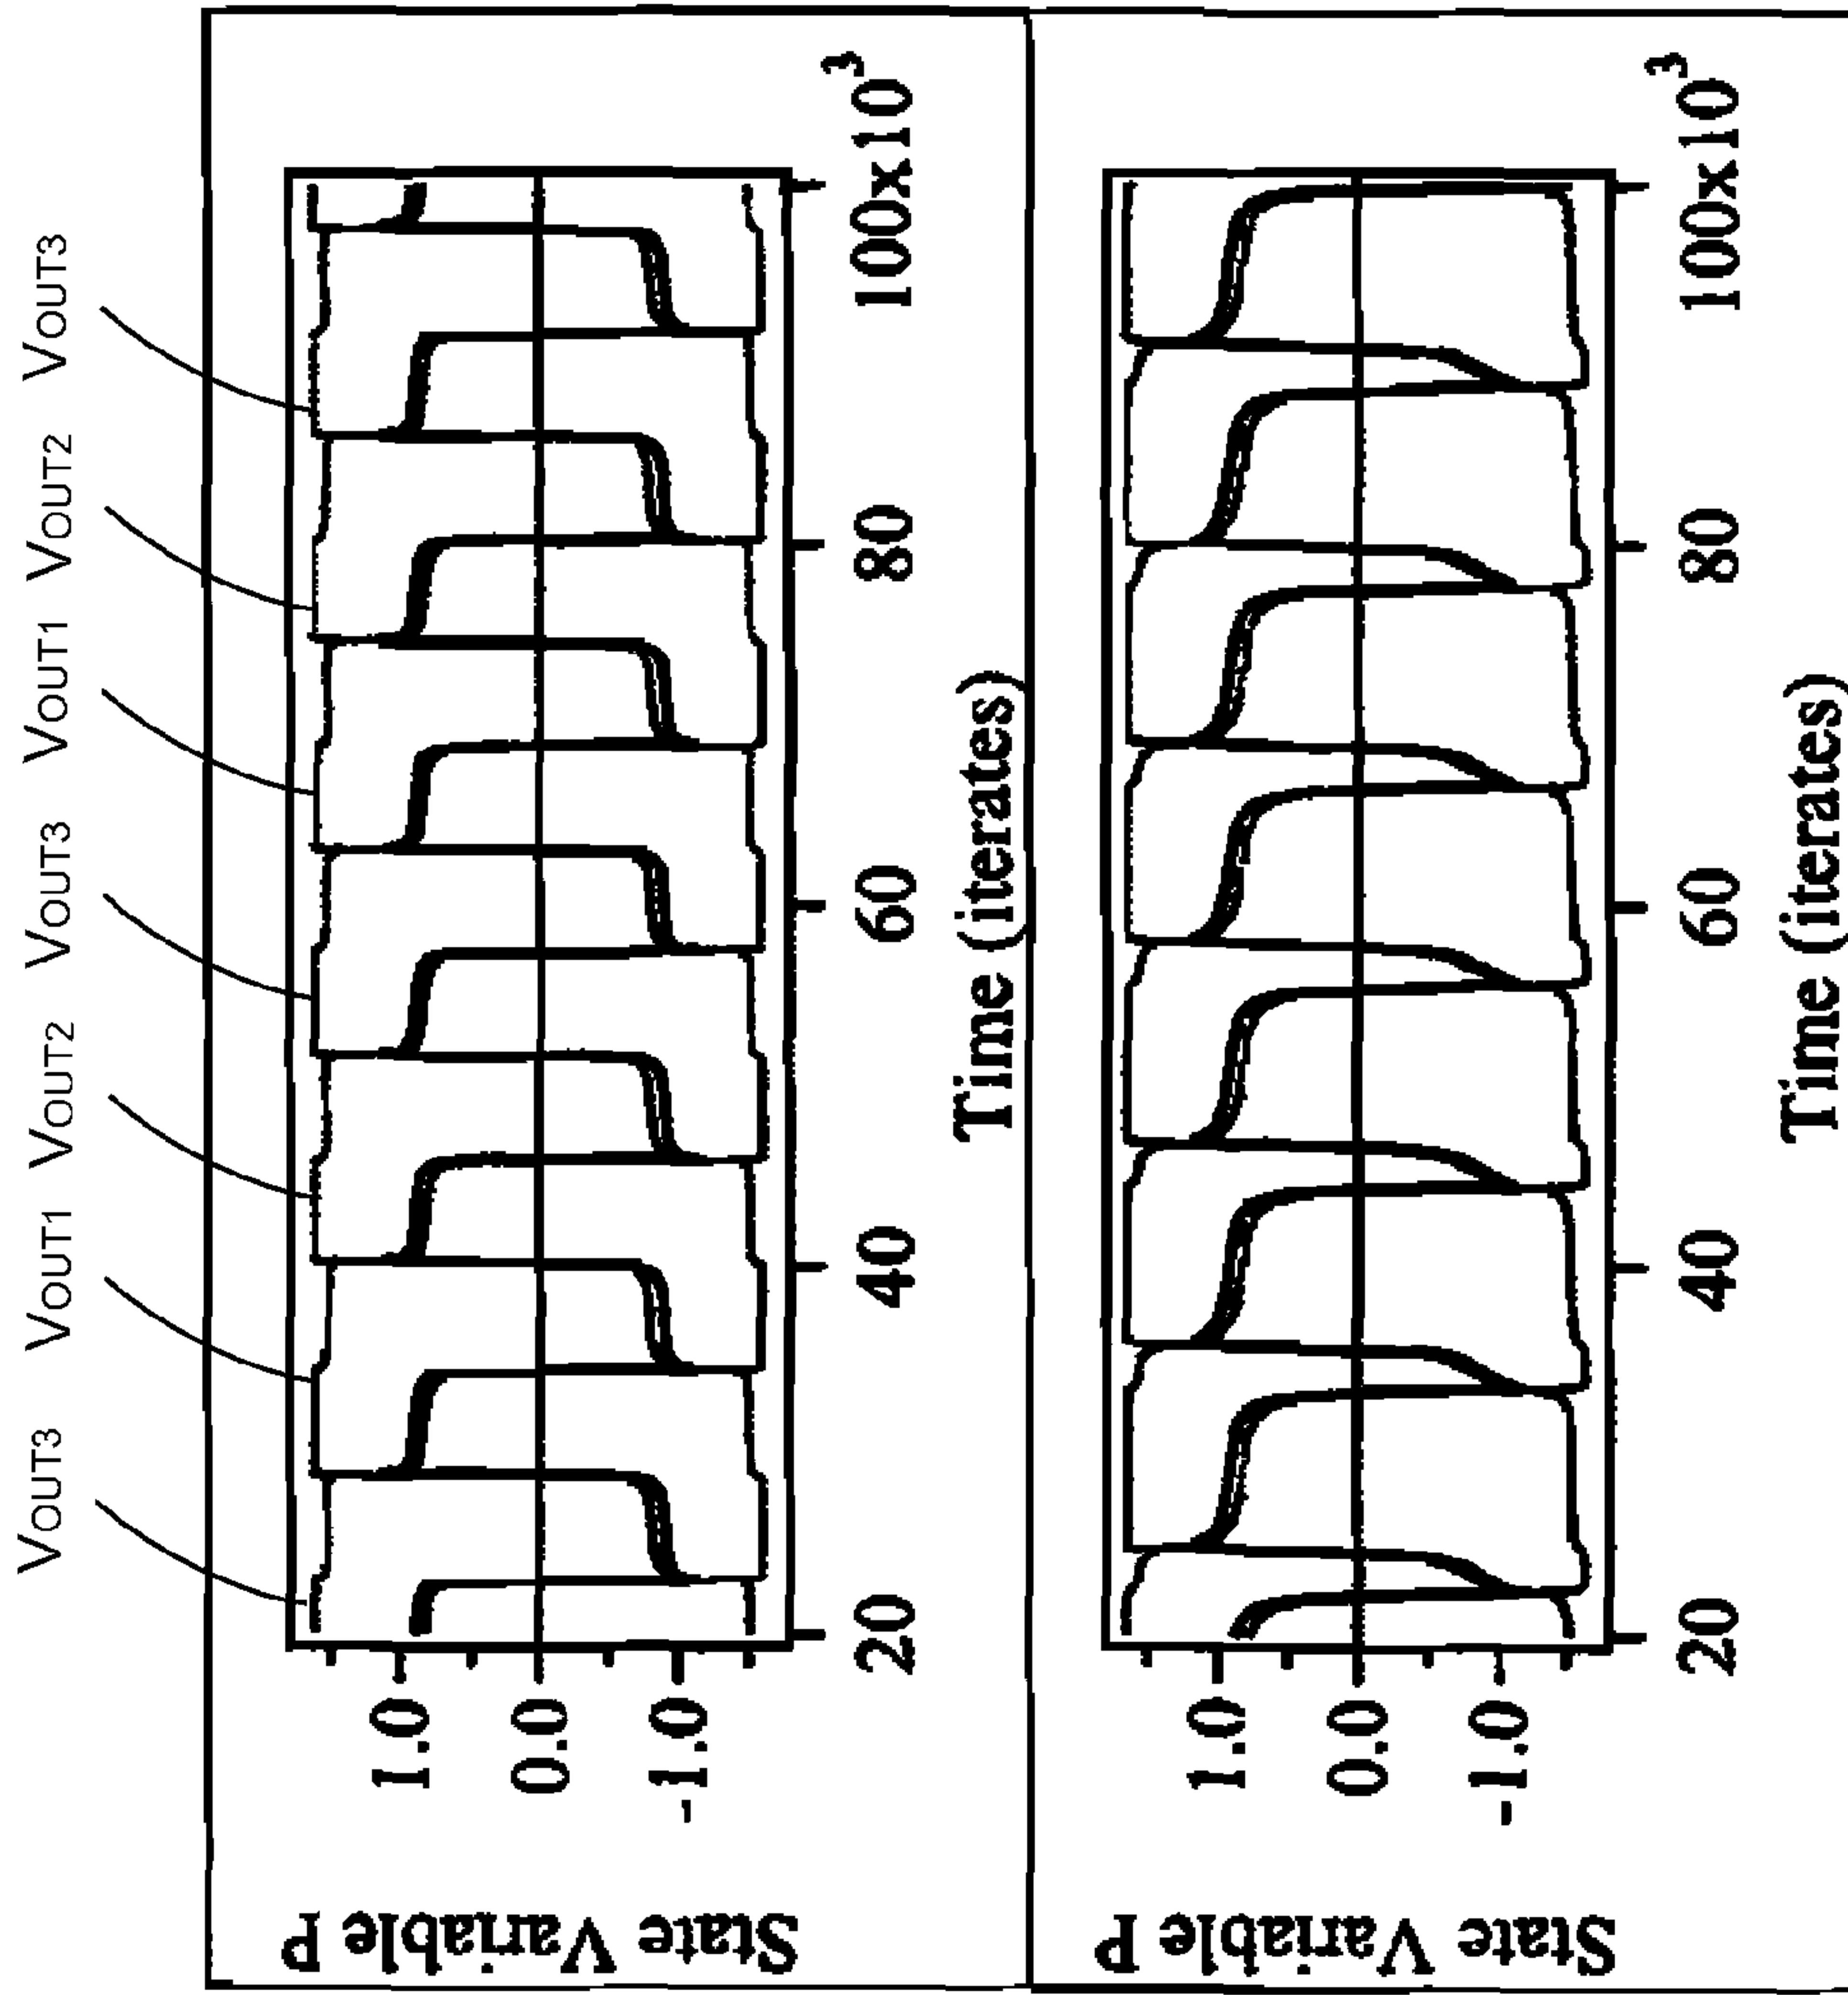 VOUT3 VOUT1 VOUT2 VOUT3 VOUT1 VOUT2 VOUT3
State Variable P
1.0
0.0
-1.0
20 40 60 80 100x10³
Time (iterates)
State Variable P
1.0
0.0
-1.0
20 40 60 80 100x10³
Time (iterates)